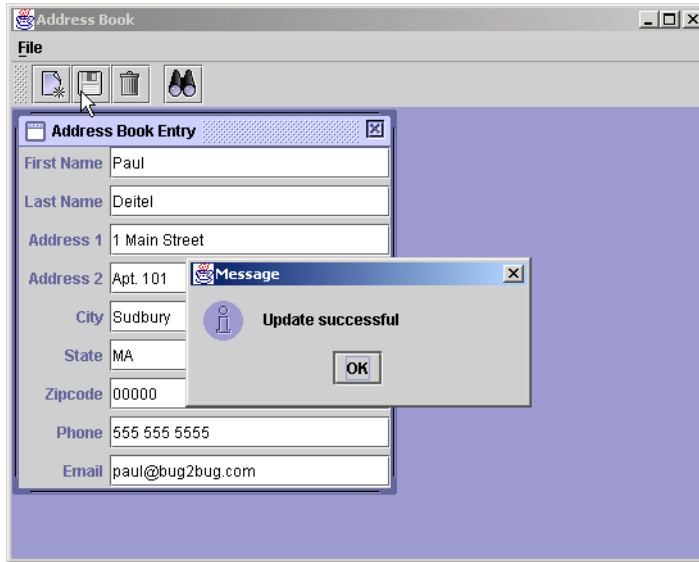 Address Book
File
Address Book Entry
First Name Paul
Last Name Deitel
Address 1 1 Main Street
Address 2 Apt. 101
City Sudbury
State MA
Zipcode 00000
Phone 555 555 5555
Email paul@bug2bug.com
Message
Update successful
OK